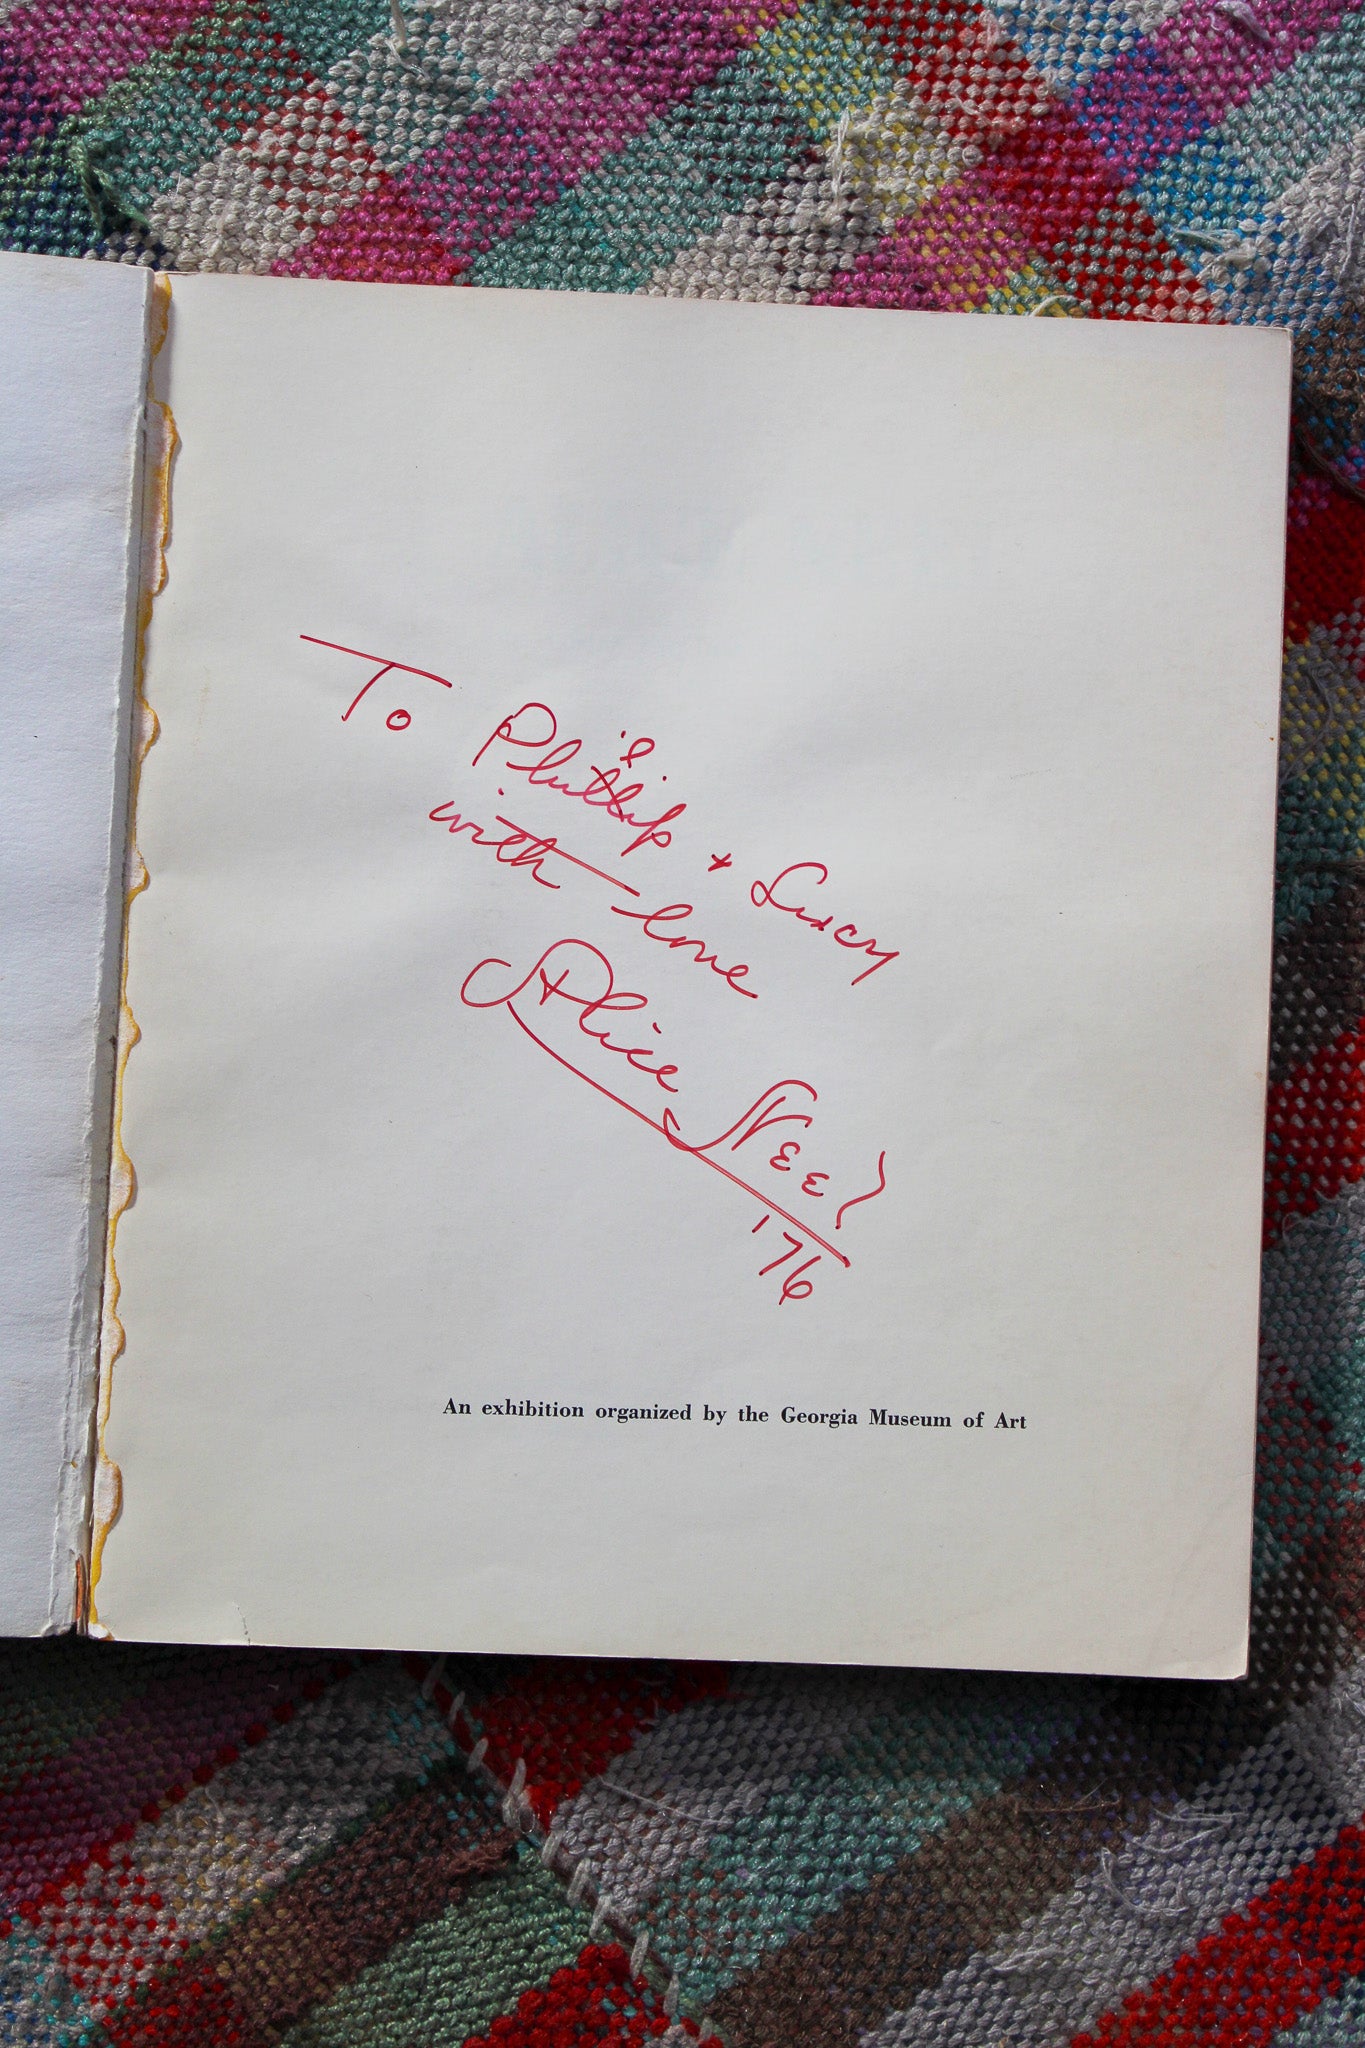 To Phillip + Lucy
with love
Alice Neel
'76
An exhibition organized by the Georgia Museum of Art